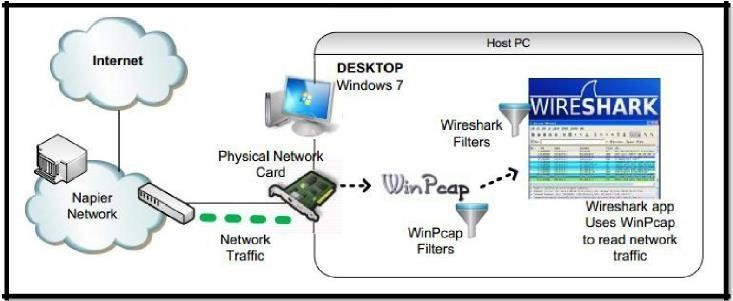 Internet
Napier
Network
Network
Traffic
Host PC
DESKTOP
Windows 7
Physical Network
Card
WinPcap
WinPcap
Filters
Wireshark
Filters
WIRESHARK
Wireshark app
Uses WinPcap
to read network
traffic